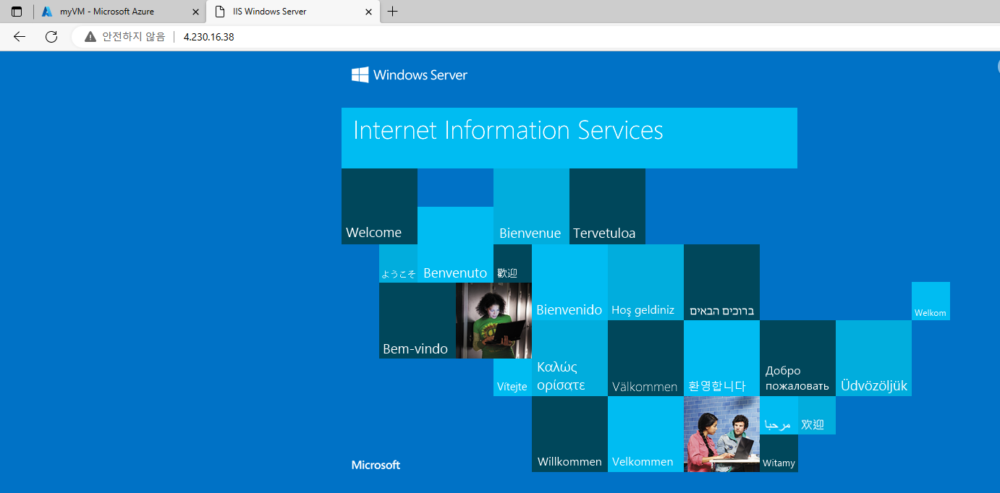 myVM - Microsoft Azure
IIS Windows Server
안전하지 않음
4.230.16.38
Windows Server
Internet Information Services
Welcome
Bienvenue
Tervetuloa
ようこそ
Benvenuto
歡迎
Bienvenido
Hoş geldiniz
ברוכים הבאים
Welkom
Bem-vindo
Vítejte
Καλώς
ορίσατε
Välkommen
환영합니다
Добро
пожаловать
Üdvözöljük
Microsoft
Willkommen
Velkommen
مرحبا
欢迎
Witamy